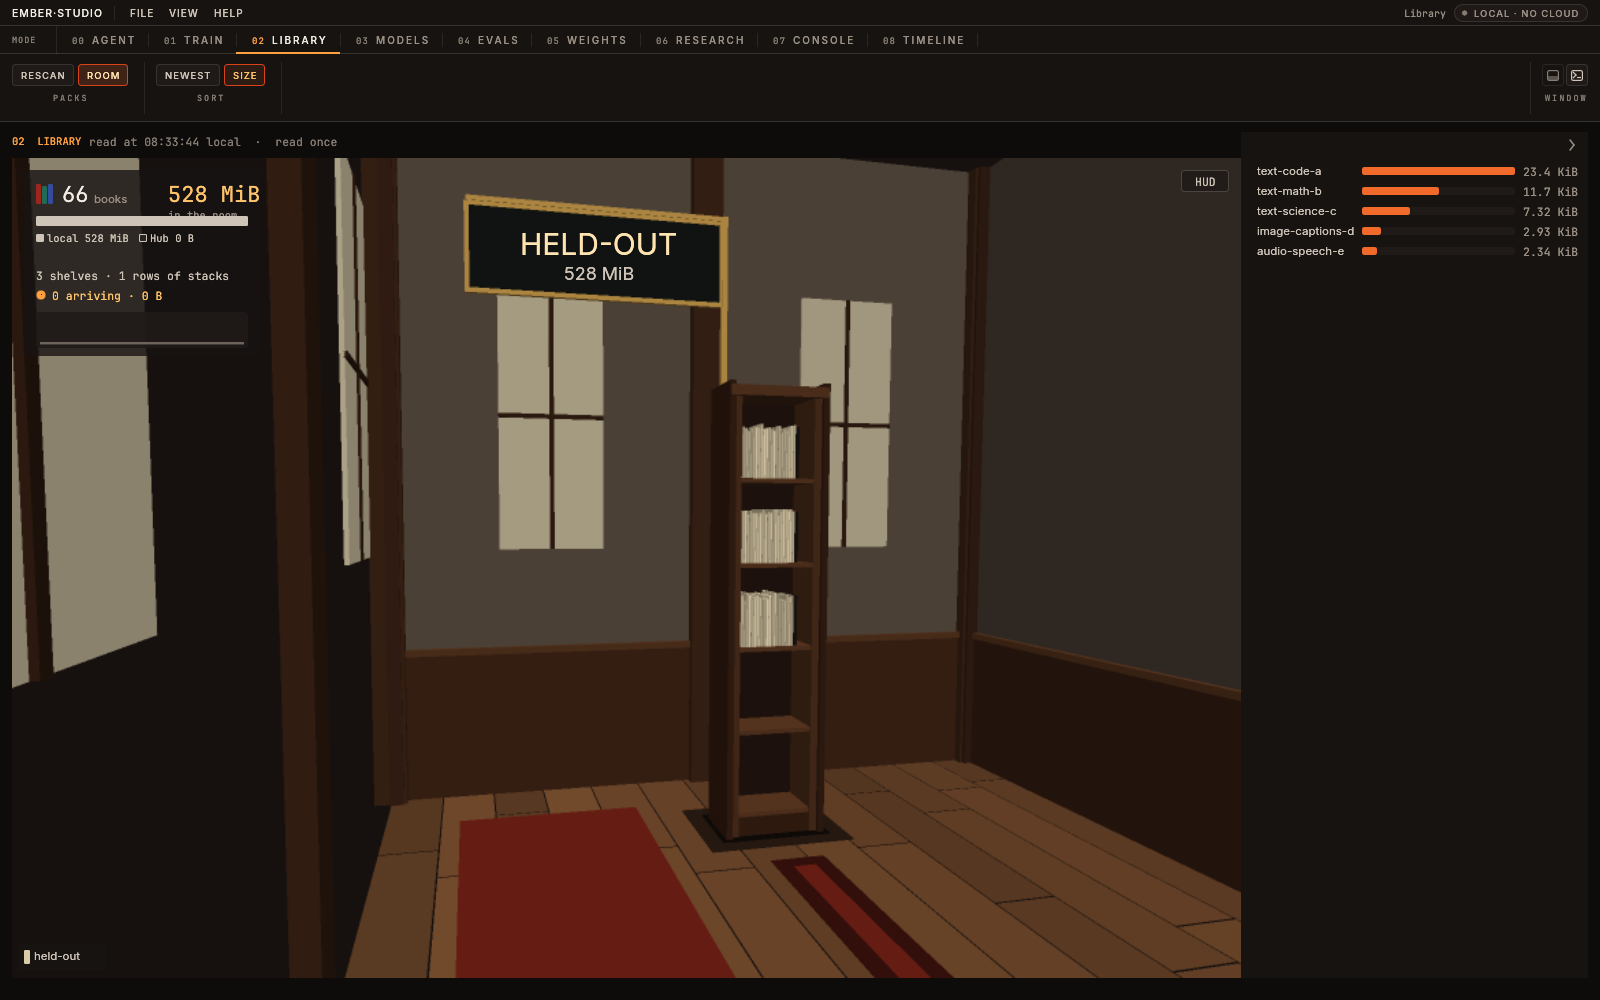 EMBER·STUDIO FILE VIEW HELP Library LOCAL · NO CLOUD
MODE 00 AGENT 01 TRAIN 02 LIBRARY 03 MODELS 04 EVALS 05 WEIGHTS 06 RESEARCH 07 CONSOLE 08 TIMELINE
RESCAN ROOM NEWEST SIZE
PACKS SORT WINDOW
02 LIBRARY read at 08:33:44 local · read once
HUD
66 books 528 MiB
in the room
local 528 MiB Hub 0 B
3 shelves · 1 rows of stacks
0 arriving · 0 B
HELD-OUT
528 MiB
held-out
text-code-a 23.4 KiB
text-math-b 11.7 KiB
text-science-c 7.32 KiB
image-captions-d 2.93 KiB
audio-speech-e 2.34 KiB